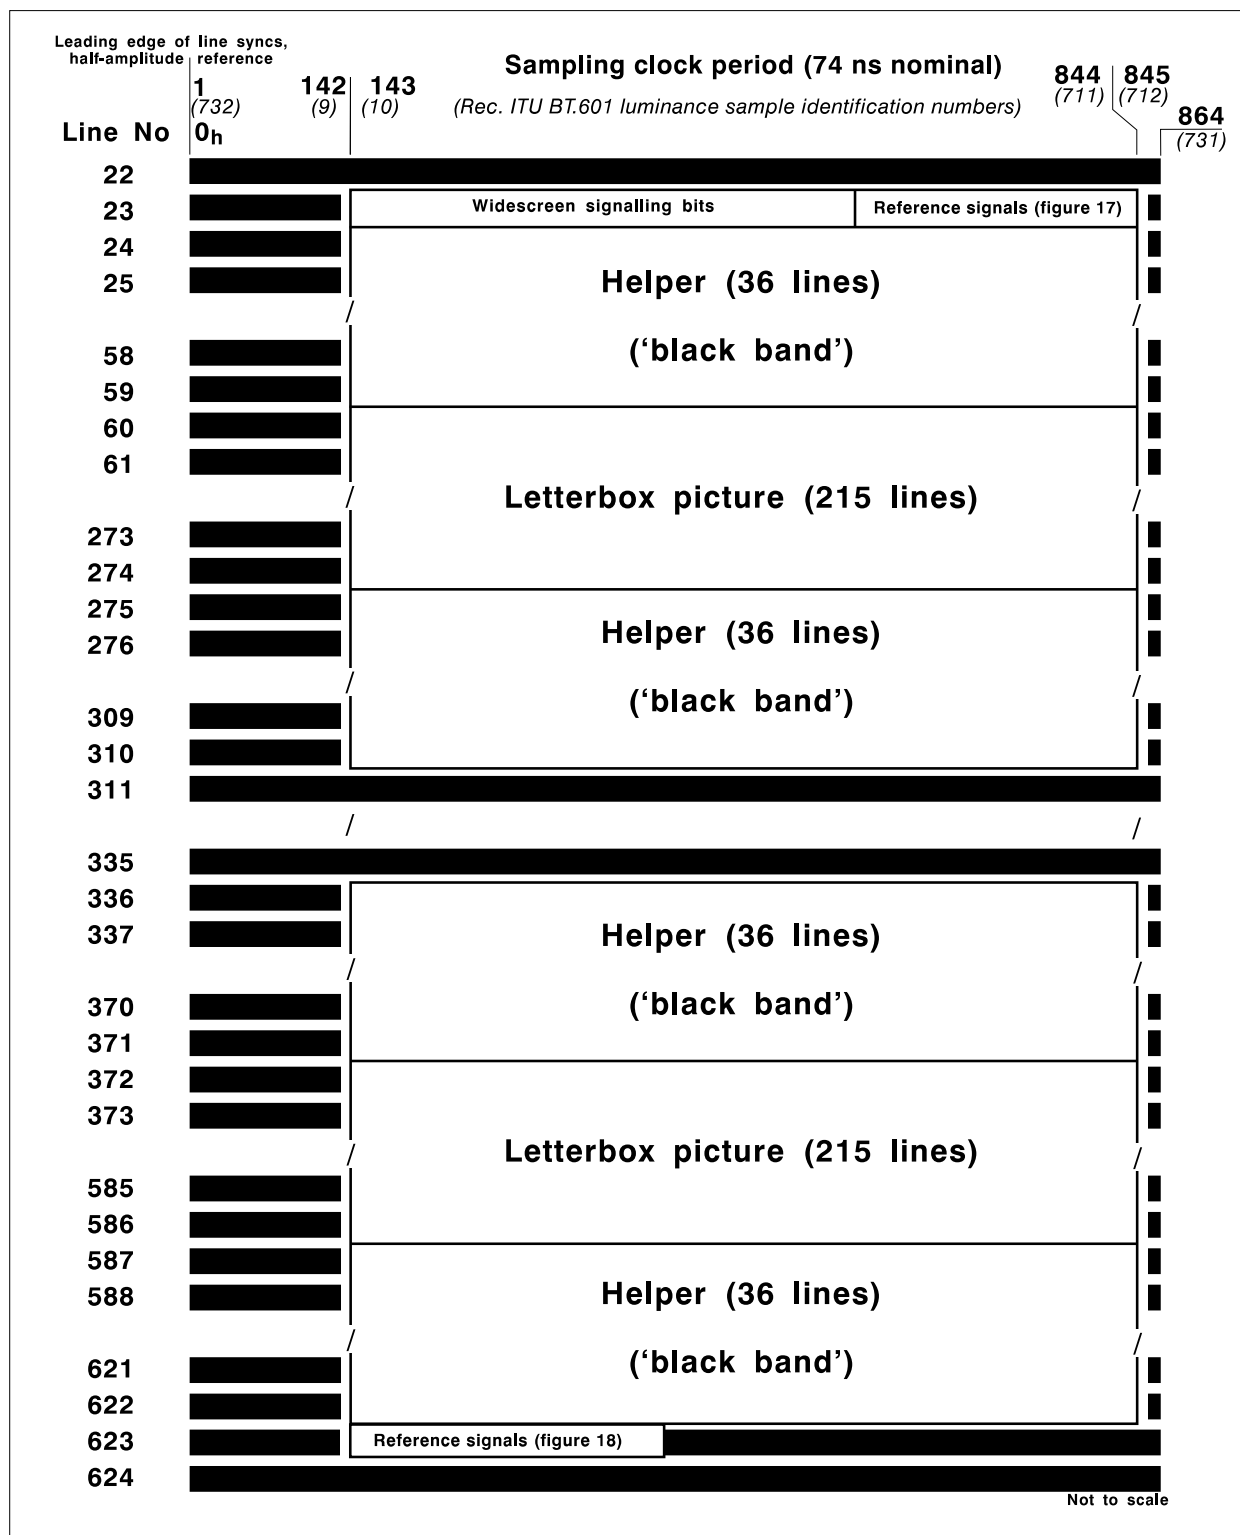 Leading edge of line syncs,
half-amplitude reference
Sampling clock period (74 ns nominal)
(Rec. ITU BT.601 luminance sample identification numbers)
1 142 143 844 845
(732) (9) (10) (711) (712)
864
(731)
Line No 0h
22
23 Widescreen signalling bits Reference signals (figure 17)
24
25 Helper (36 lines)
58 ('black band')
59
60
61
Letterbox picture (215 lines)
273
274
275
276 Helper (36 lines)
('black band')
309
310
311
335
336
337 Helper (36 lines)
370 ('black band')
371
372
373
Letterbox picture (215 lines)
585
586
587
588 Helper (36 lines)
621 ('black band')
622
623 Reference signals (figure 18)
624
Not to scale